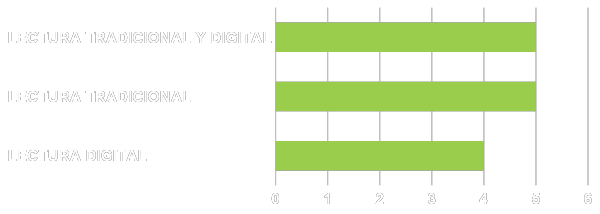 LECTURA TRADICIONAL Y DIGITAL
LECTURA TRADICIONAL
LECTURA DIGITAL
0 1 2 3 4 5 6